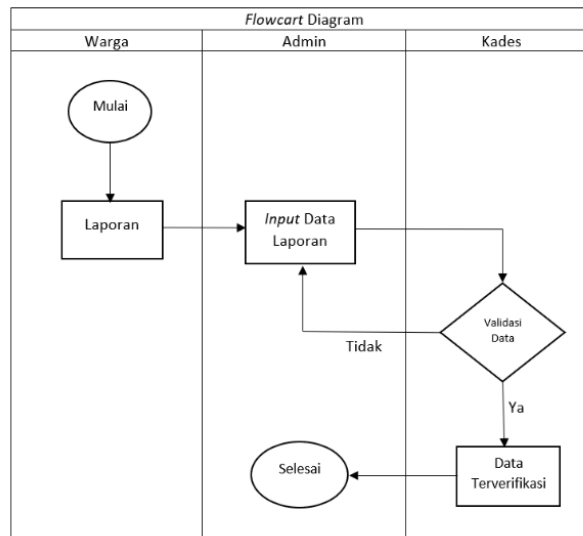 Flowcart Diagram
Warga
Admin
Kades
Mulai
Laporan
Input Data
Laporan
Validasi
Data
Tidak
Ya
Data
Terverifikasi
Selesai